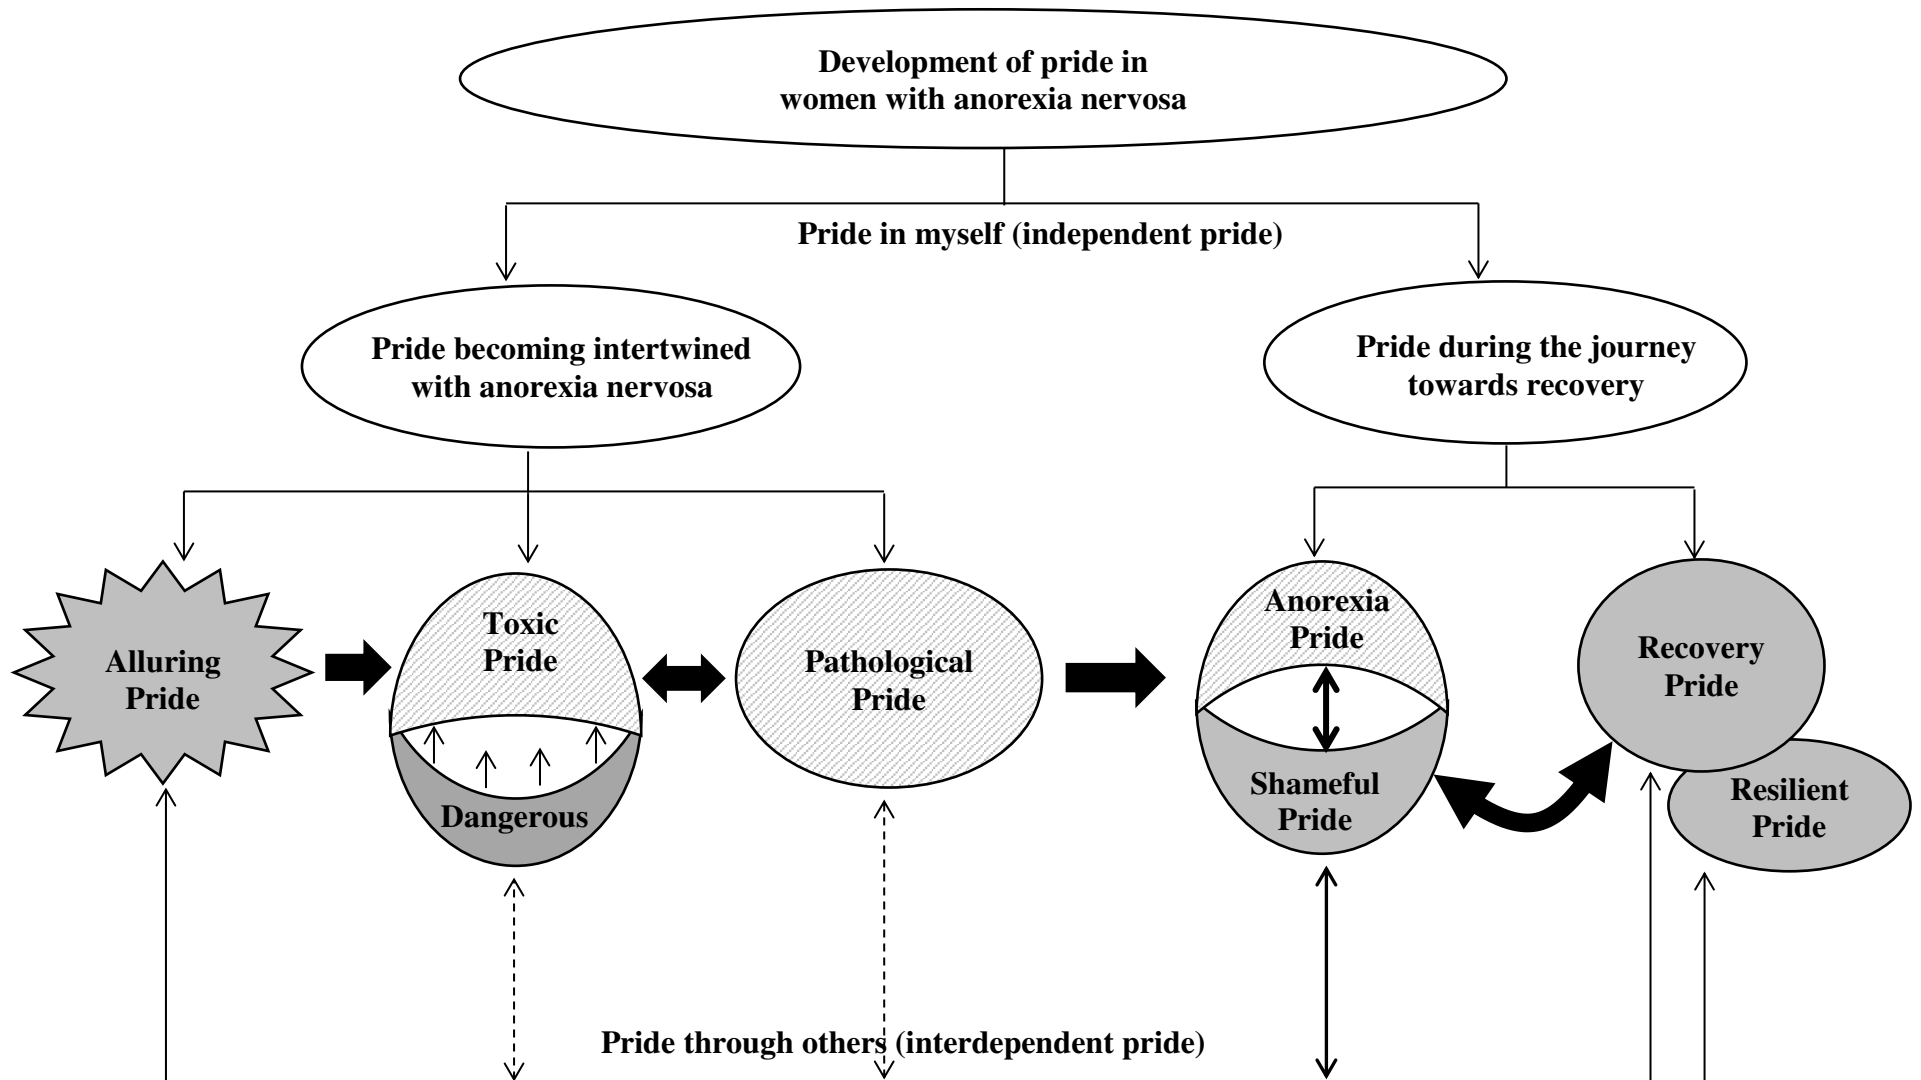 Development of pride in
women with anorexia nervosa
Pride in myself (independent pride)
Pride becoming intertwined
with anorexia nervosa
Pride during the journey
towards recovery
Alluring
Pride
Toxic
Pride
Dangerous
Pathological
Pride
Anorexia
Pride
Shameful
Pride
Recovery
Pride
Resilient
Pride
Pride through others (interdependent pride)